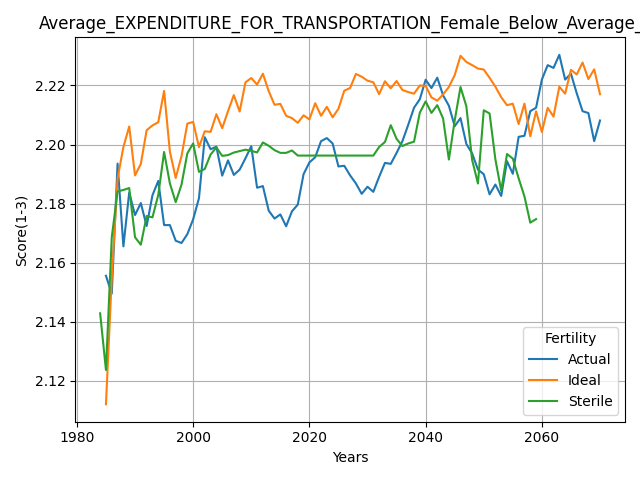 Average_EXPENDITURE_FOR_TRANSPORTATION_Female_Below_Average_
Score(1-3)
2.22
2.20
2.18
2.16
2.14
2.12
1980
2000
2020
2040
2060
Years
Fertility
Actual
Ideal
Sterile